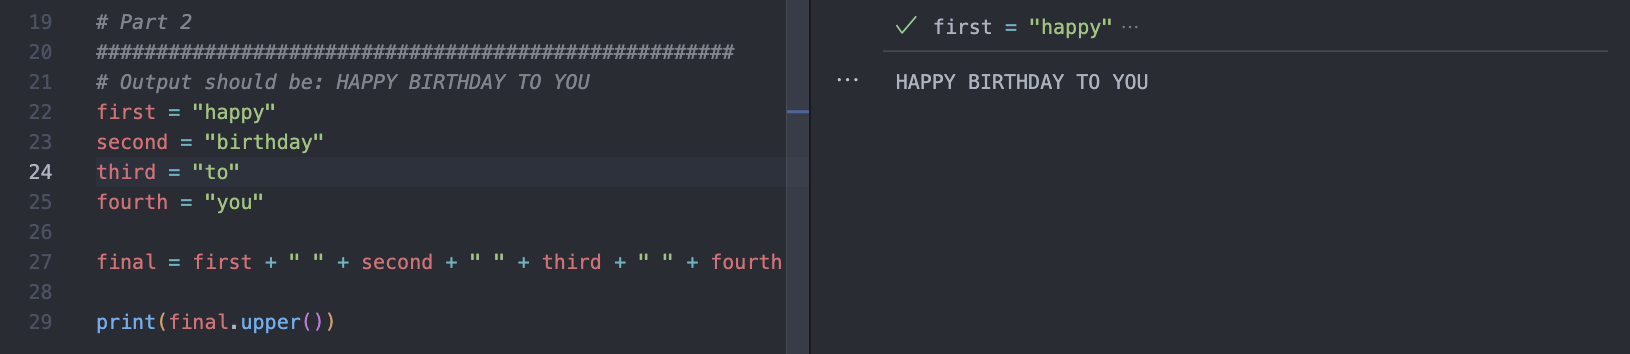 19 # Part 2
20 #####################################################
21 # Output should be: HAPPY BIRTHDAY TO YOU
22 first = "happy"
23 second = "birthday"
24 third = "to"
25 fourth = "you"
26
27 final = first + " " + second + " " + third + " " + fourth
28
29 print(final.upper())
first = "happy" ...
... HAPPY BIRTHDAY TO YOU